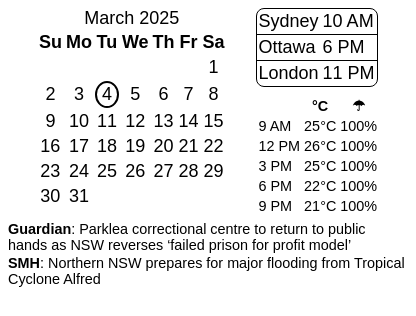 March 2025
Su Mo Tu We Th Fr Sa
1
2 3 4 5 6 7 8
9 10 11 12 13 14 15
16 17 18 19 20 21 22
23 24 25 26 27 28 29
30 31
Sydney 10 AM
Ottawa 6 PM
London 11 PM
°C ☂
9 AM 25°C 100%
12 PM 26°C 100%
3 PM 25°C 100%
6 PM 22°C 100%
9 PM 21°C 100%
Guardian: Parklea correctional centre to return to public
hands as NSW reverses ‘failed prison for profit model’
SMH: Northern NSW prepares for major flooding from Tropical
Cyclone Alfred